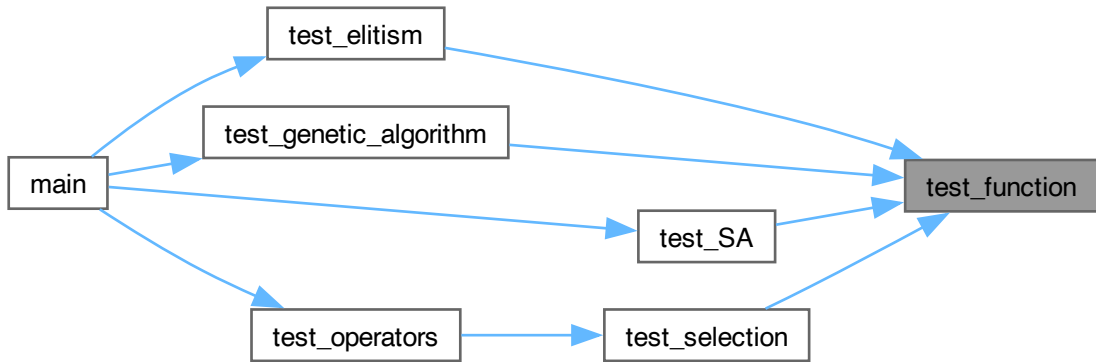 test_elitism
test_genetic_algorithm
main
test_function
test_SA
test_operators
test_selection